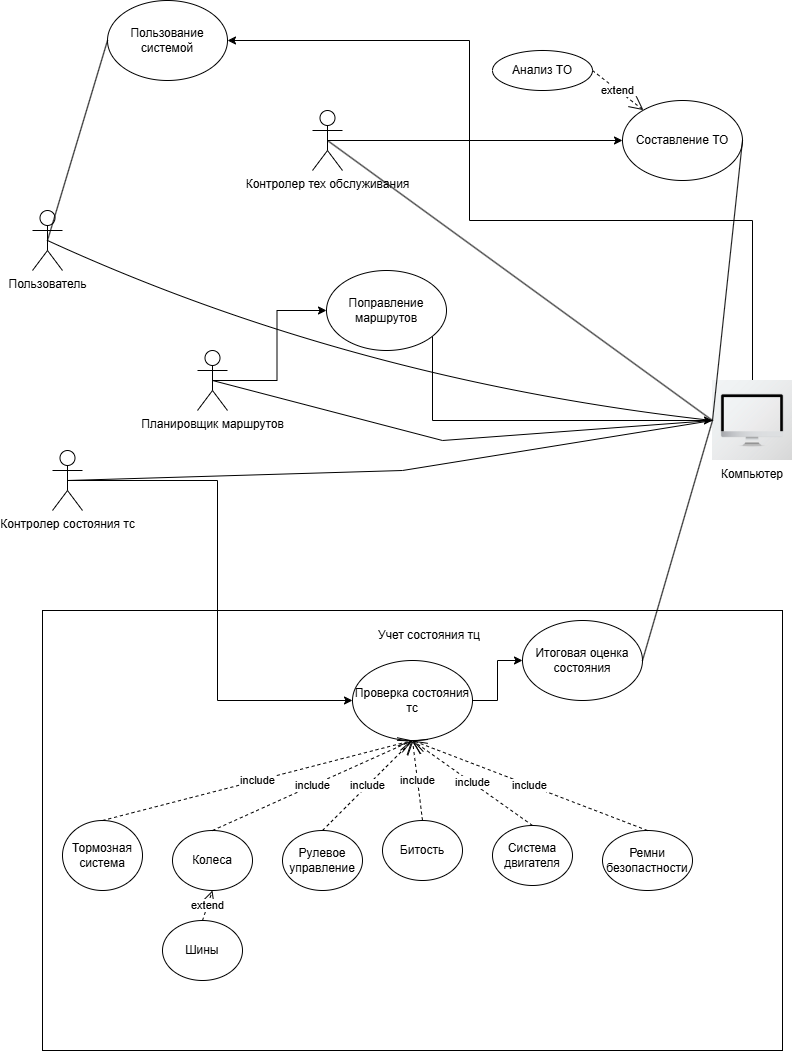 Пользование
системой
Анализ ТО
extend
Составление ТО
Контролер тех обслуживания
Пользователь
Поправление
маршрутов
Планировщик маршрутов
Компьютер
Контролер состояния тс
Учет состояния тц
Итоговая оценка
состояния
Проверка состояния
тс
include
include
include
include
include
include
Тормозная
система
Колеса
Рулевое
управление
Битость
Система
двигателя
Ремни
безопастности
extend
Шины